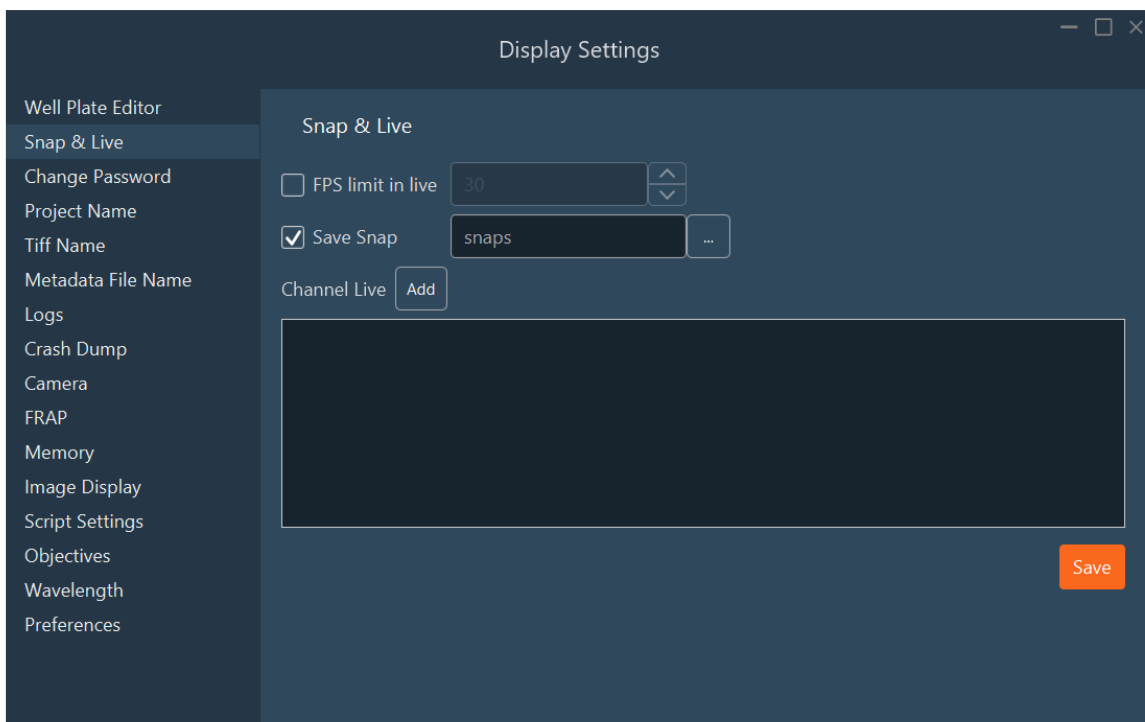 Display Settings
Well Plate Editor
Snap & Live
Change Password
Project Name
Tiff Name
Metadata File Name
Logs
Crash Dump
Camera
FRAP
Memory
Image Display
Script Settings
Objectives
Wavelength
Preferences
Snap & Live
FPS limit in live 30
Save Snap snaps ...
Channel Live Add
Save